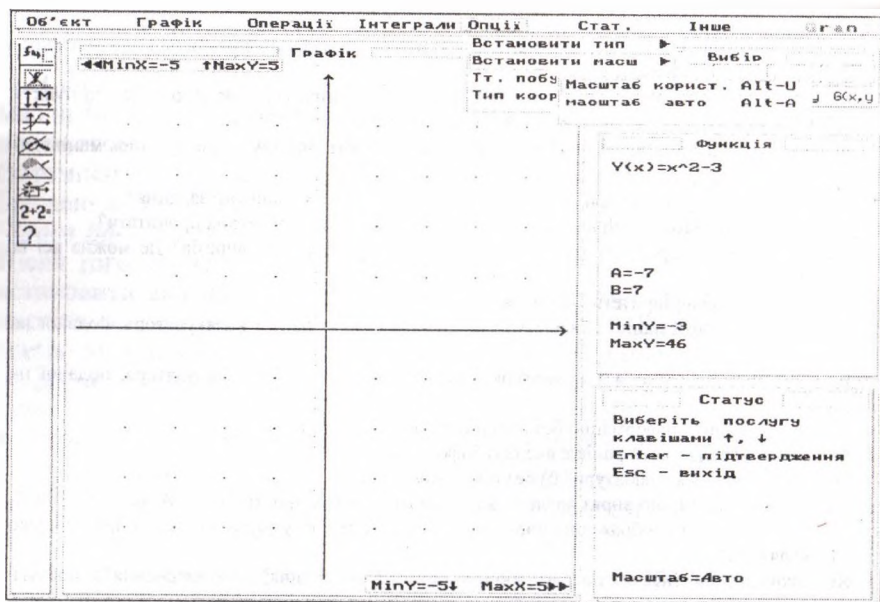 Об'єкт Графік Операції Інтеграли Опції Стат. Інше Gran
Графік
◀◀MinX=-5 ↑MaxY=5
Встановити тип ▶
Встановити масш ▶
Тт. побу
Тип коор
Вибір
Масштаб корист. Alt-U
масштаб авто Alt-A
G(x,y
2+2=
?
Функція
Y(x)=x^2-3
A=-7
B=7
MinY=-3
MaxY=46
Статус
Виберіть послугу
клавішами ↑, ↓
Enter - підтвердження
Esc - вихід
Масштаб=Авто
MinY=-5↓ MaxX=5▶▶